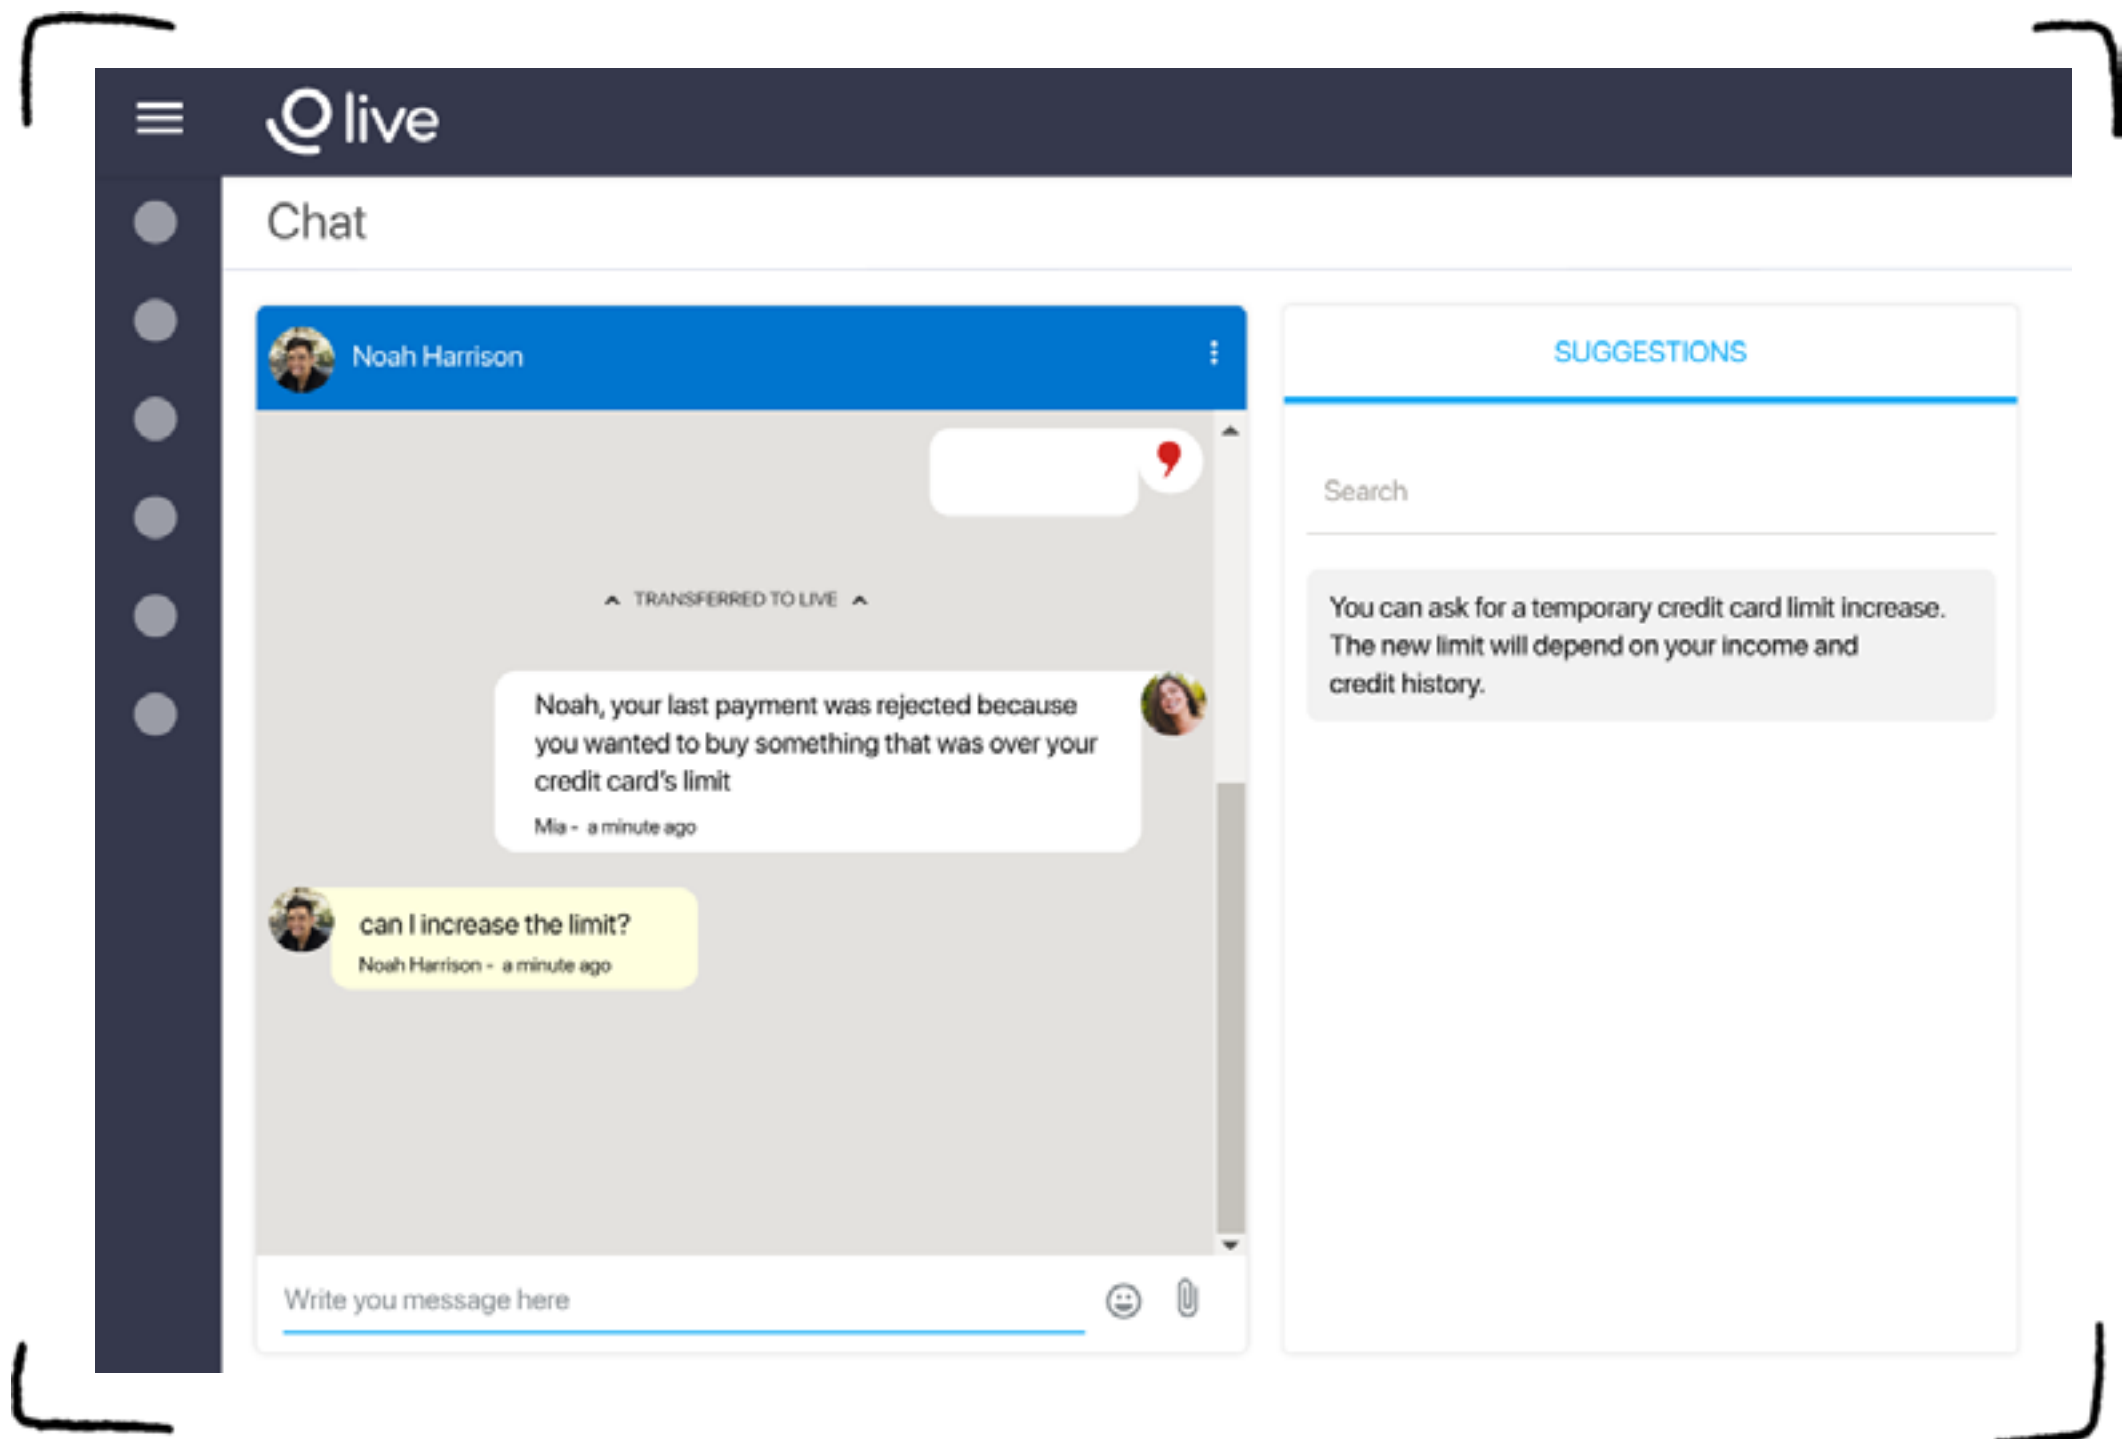 live
Chat
Noah Harrison
TRANSFERRED TO LIVE
Noah, your last payment was rejected because
you wanted to buy something that was over your
credit card's limit
Mia - a minute ago
can I increase the limit?
Noah Harrison - a minute ago
Write you message here
SUGGESTIONS
Search
You can ask for a temporary credit card limit increase.
The new limit will depend on your income and
credit history.